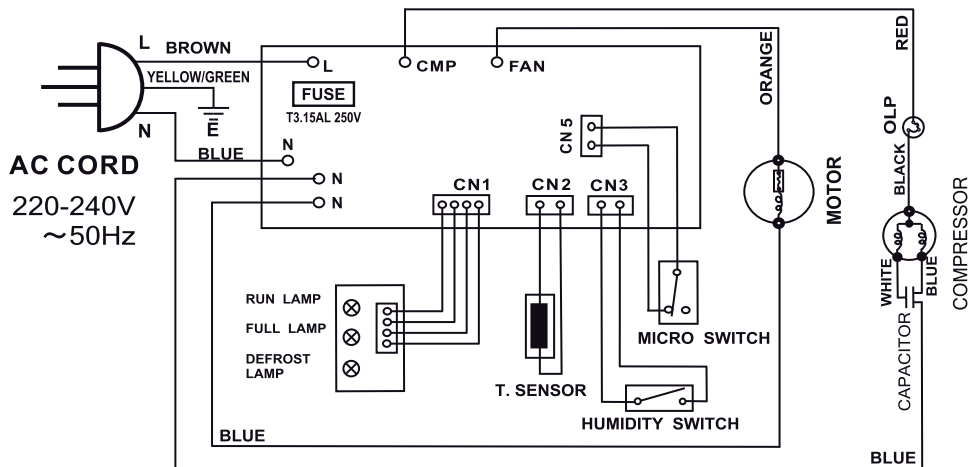 L
BROWN
YELLOW/GREEN
E
N
BLUE
AC CORD
220-240V
~50Hz
L
FUSE
T3.15AL 250V
N
N
N
CMP
FAN
CN 5
CN1
CN2
CN3
ORANGE
RED
OLP
BLACK
MOTOR
COMPRESSOR
WHITE
BLUE
CAPACITOR
RUN LAMP
FULL LAMP
DEFROST
LAMP
T. SENSOR
MICRO SWITCH
HUMIDITY SWITCH
BLUE
BLUE